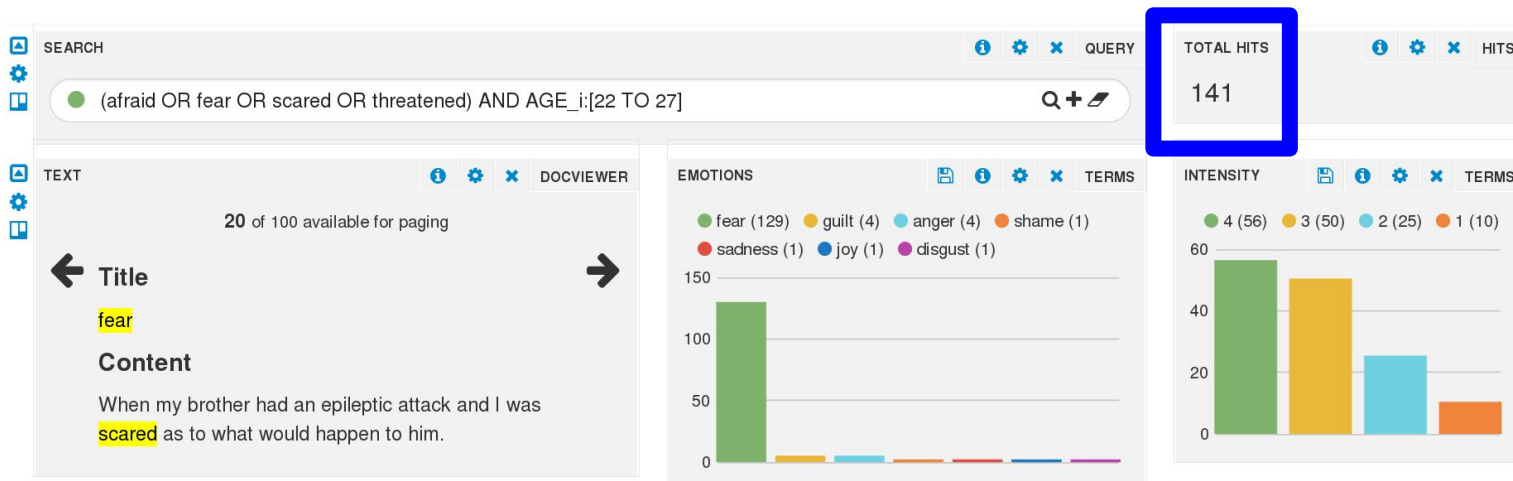 SEARCH
QUERY
(afraid OR fear OR scared OR threatened) AND AGE_i:[22 TO 27]
TOTAL HITS
HITS
141
TEXT
DOCVIEWER
20 of 100 available for paging
Title
fear
Content
When my brother had an epileptic attack and I was
scared as to what would happen to him.
EMOTIONS
TERMS
fear (129) guilt (4) anger (4) shame (1)
sadness (1) joy (1) disgust (1)
150
100
50
0
INTENSITY
TERMS
4 (56) 3 (50) 2 (25) 1 (10)
60
40
20
0